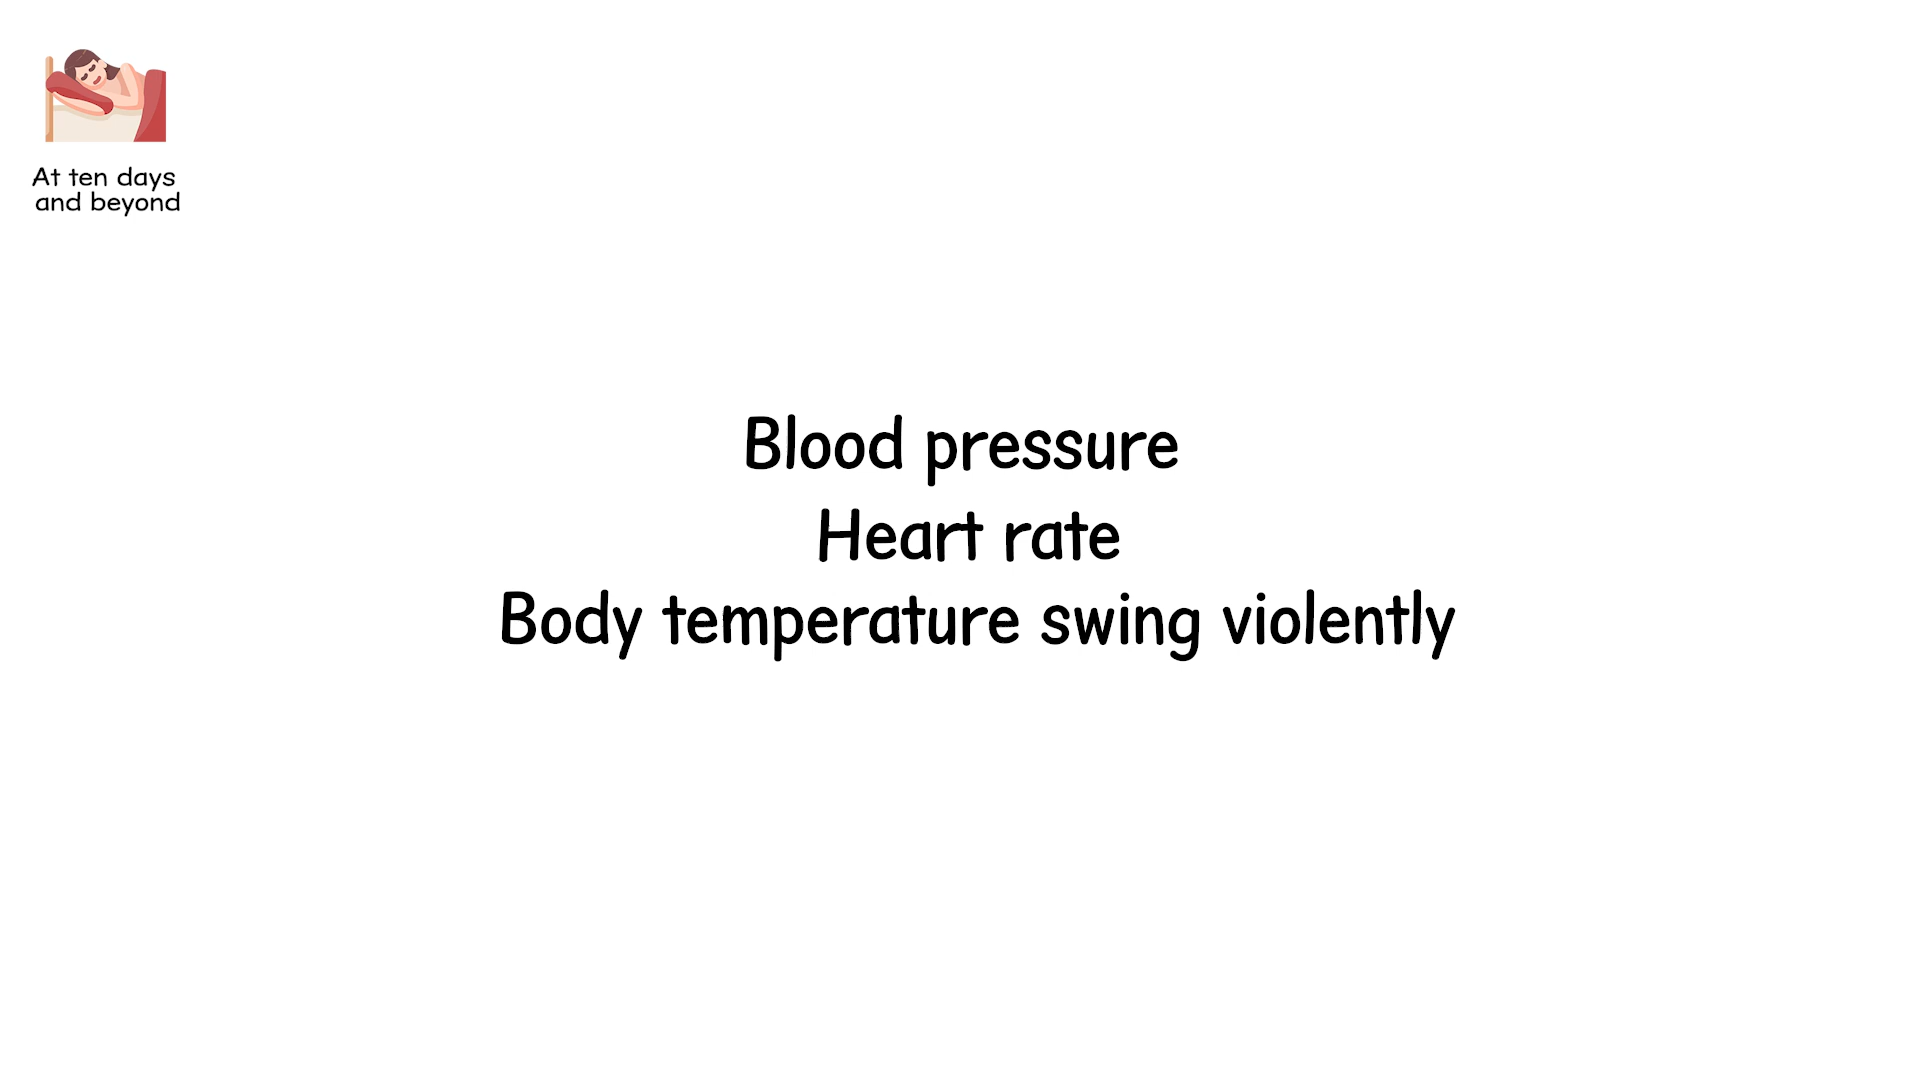 At ten days
and beyond
Blood pressure
Heart rate
Body temperature swing violently